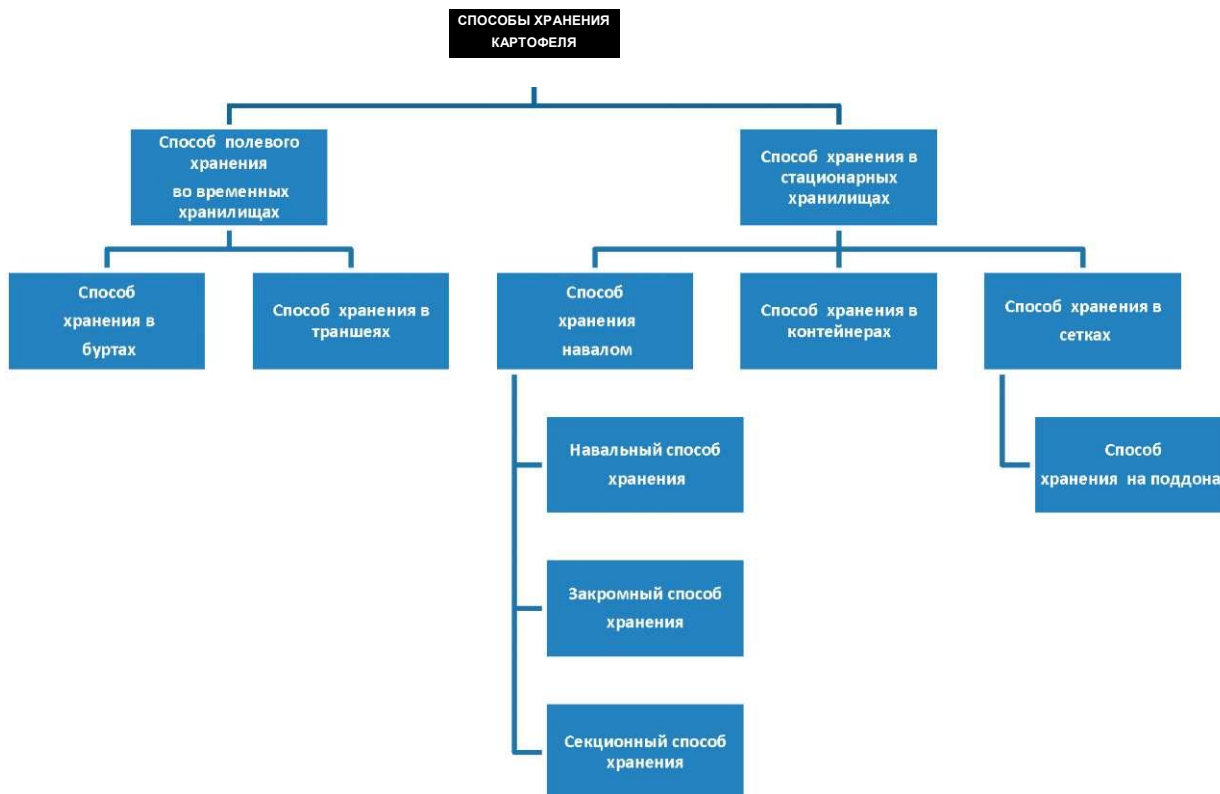 СПОСОБЫ ХРАНЕНИЯ
КАРТОФЕЛЯ
Способ полевого
хранения
во временных
хранилищах
Способ хранения в
стационарных
хранилищах
Способ
хранения в
буртах
Способ хранения в
траншеях
Способ
хранения
навалом
Способ хранения в
контейнерах
Способ хранения в
сетках
Навальный способ
хранения
Способ
хранения на поддона
Закромный способ
хранения
Секционный способ
хранения